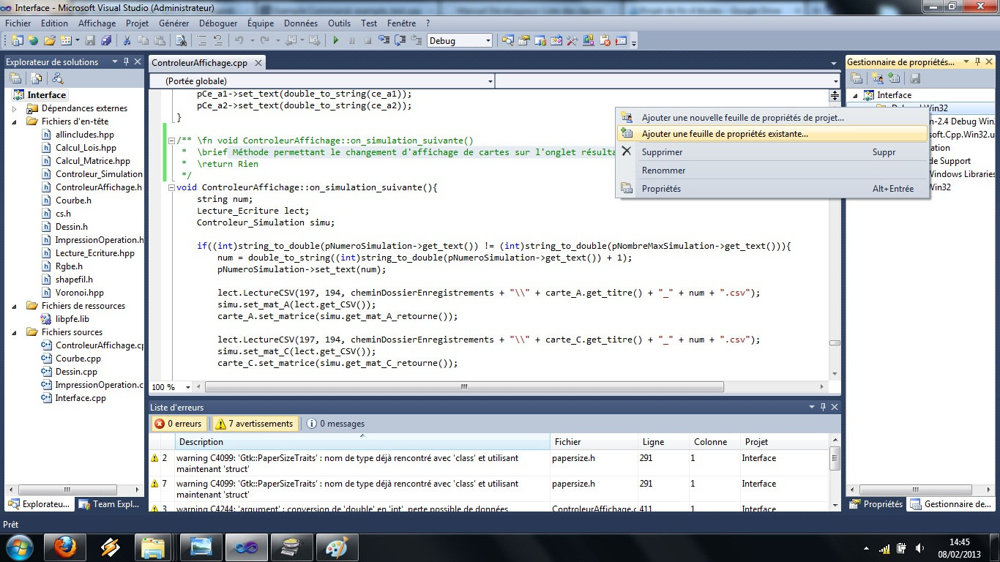 Interface - Microsoft Visual Studio (Administrateur)
Fichier Edition Affichage Projet Générer Déboguer Équipe Données Outils Test Fenêtre ?
Debug
Explorateur de solutions
Interface
Dépendances externes
Fichiers d'en-tête
allincludes.hpp
Calcul_Lois.hpp
Calcul_Matrice.hpp
Controleur_Simulation
ControleurAffichage.h
Courbe.h
cs.h
Dessin.h
ImpressionOperation.h
Lecture_Ecriture.hpp
Rgbe.h
shapefil.h
Voronoi.hpp
Fichiers de ressources
libpfe.lib
Fichiers sources
ControleurAffichage.cp
Courbe.cpp
Dessin.cpp
ImpressionOperation.c
Interface.cpp
Explorateu... Team Expl...
ControleurAffichage.cpp
(Portée globale)
pCe_a1->set_text(double_to_string(ce_a1));
pCe_a2->set_text(double_to_string(ce_a2));
}
/** \fn void ControleurAffichage::on_simulation_suivante()
* \brief Méthode permettant le changement d'affichage de cartes sur l'onglet résulta
* \return Rien
*/
void ControleurAffichage::on_simulation_suivante(){
string num;
Lecture_Ecriture lect;
Controleur_Simulation simu;
if((int)string_to_double(pNumeroSimulation->get_text()) != (int)string_to_double(pNombreMaxSimulation->get_text())){
num = double_to_string((int)string_to_double(pNumeroSimulation->get_text()) + 1);
pNumeroSimulation->set_text(num);
lect.LectureCSV(197, 194, cheminDossierEnregistrements + "\\" + carte_A.get_titre() + "_" + num + ".csv");
simu.set_mat_A(lect.get_CSV());
carte_A.set_matrice(simu.get_mat_A_retourne());
lect.LectureCSV(197, 194, cheminDossierEnregistrements + "\\" + carte_C.get_titre() + "_" + num + ".csv");
simu.set_mat_C(lect.get_CSV());
carte_C.set_matrice(simu.get_mat_C_retourne());
100 %
Liste d'erreurs
0 erreurs 7 avertissements 0 messages
Description Fichier Ligne Colonne Projet
2 warning C4099: 'Gtk::PaperSizeTraits' : nom de type déjà rencontré avec 'class' et utilisant maintenant 'struct' papersize.h 291 1 Interface
7 warning C4099: 'Gtk::PaperSizeTraits' : nom de type déjà rencontré avec 'class' et utilisant maintenant 'struct' papersize.h 291 1 Interface
3 warning C4244: 'argument' : conversion de 'double' en 'int', perte possible de données ControleurAffichage.c 411 1 Interface
Gestionnaire de propriétés...
Interface
Win32
n-2.4 Debug Win
soft.Cpp.Win32.u
ation
de Support
Windows Libraries
Win32
Ajouter une nouvelle feuille de propriétés de projet...
Ajouter une feuille de propriétés existante...
Supprimer Suppr
Renommer
Propriétés Alt+Entrée
Propriétés Gestionnaire de...
Prêt
14:45
08/02/2013